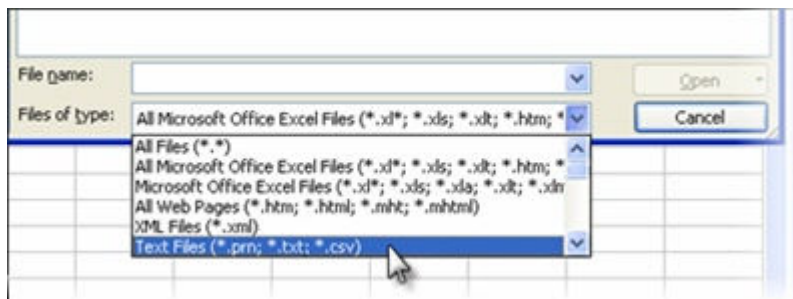 File name:
Open
Files of type: All Microsoft Office Excel Files (*.xl*; *.xls; *.xlt; *.htm; *
Cancel
All Files (*.*)
All Microsoft Office Excel Files (*.xl*; *.xls; *.xlt; *.htm; *
Microsoft Office Excel Files (*.xl*; *.xls; *.xla; *.xlt; *.xlm
All Web Pages (*.htm; *.html; *.mht; *.mhtml)
XML Files (*.xml)
Text Files (*.prn; *.txt; *.csv)